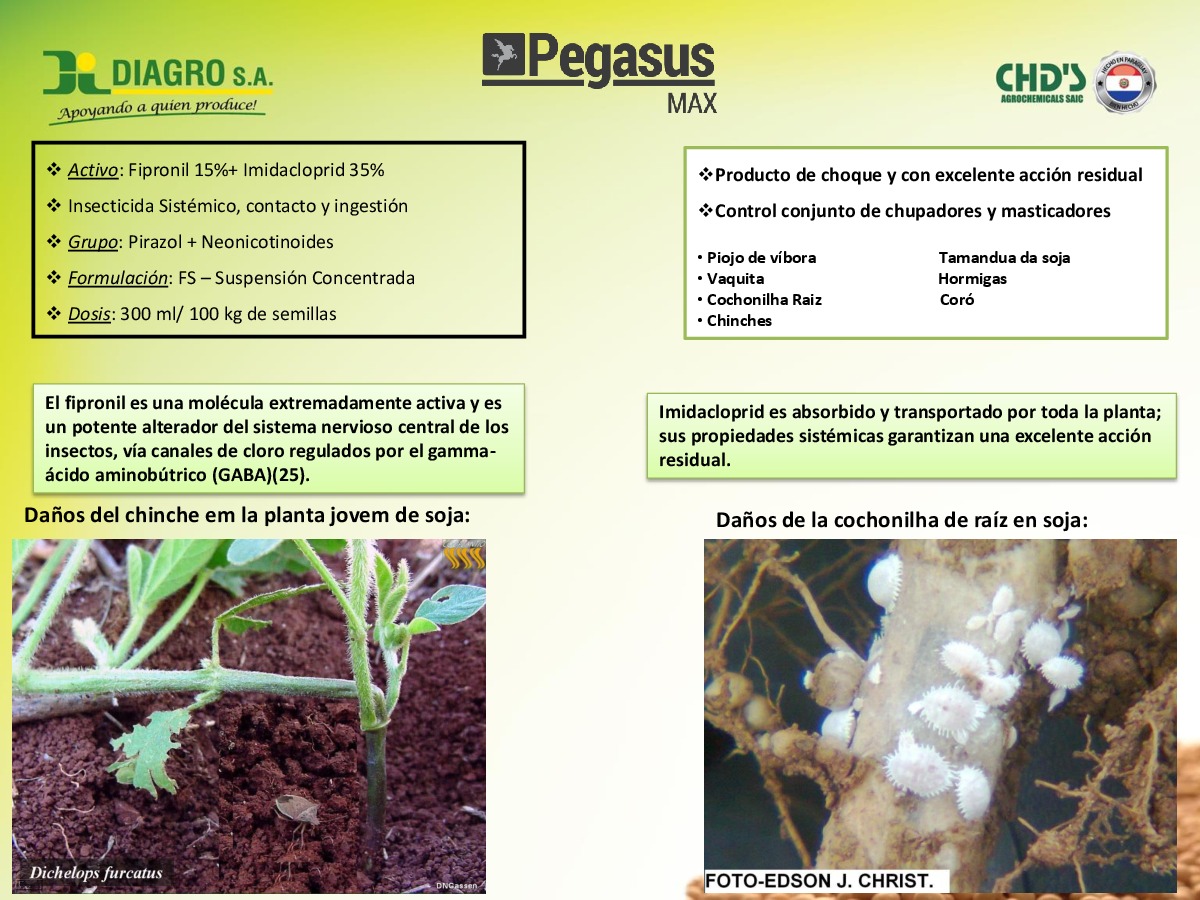 DIAGRO S.A.
Apoyando a quien produce!
Pegasus
MAX
CHD'S
AGROCHEMICALS SAIC
HECHO EN PARAGUAY
BIEN HECHO
❖ Activo: Fipronil 15%+ Imidacloprid 35%
❖ Insecticida Sistémico, contacto y ingestión
❖ Grupo: Pirazol + Neonicotinoides
❖ Formulación: FS – Suspensión Concentrada
❖ Dosis: 300 ml/ 100 kg de semillas
❖Producto de choque y con excelente acción residual
❖Control conjunto de chupadores y masticadores
• Piojo de víbora Tamandua da soja
• Vaquita Hormigas
• Cochonilha Raiz Coró
• Chinches
El fipronil es una molécula extremadamente activa y es
un potente alterador del sistema nervioso central de los
insectos, vía canales de cloro regulados por el gamma-
ácido aminobútrico (GABA)(25).
Imidacloprid es absorbido y transportado por toda la planta;
sus propiedades sistémicas garantizan una excelente acción
residual.
Daños del chinche em la planta jovem de soja:
Daños de la cochonilha de raíz en soja:
Dichelops furcatus
DNGassen
FOTO-EDSON J. CHRIST.